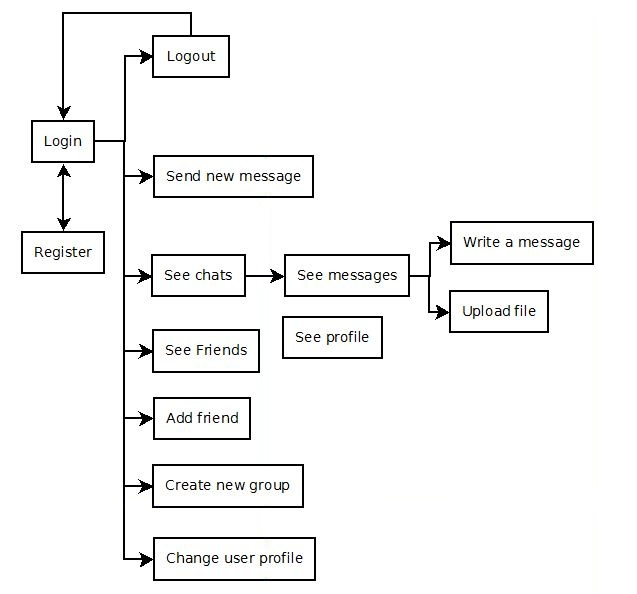 Logout
Login
Send new message
Register
Write a message
See chats
See messages
Upload file
See profile
See Friends
Add friend
Create new group
Change user profile